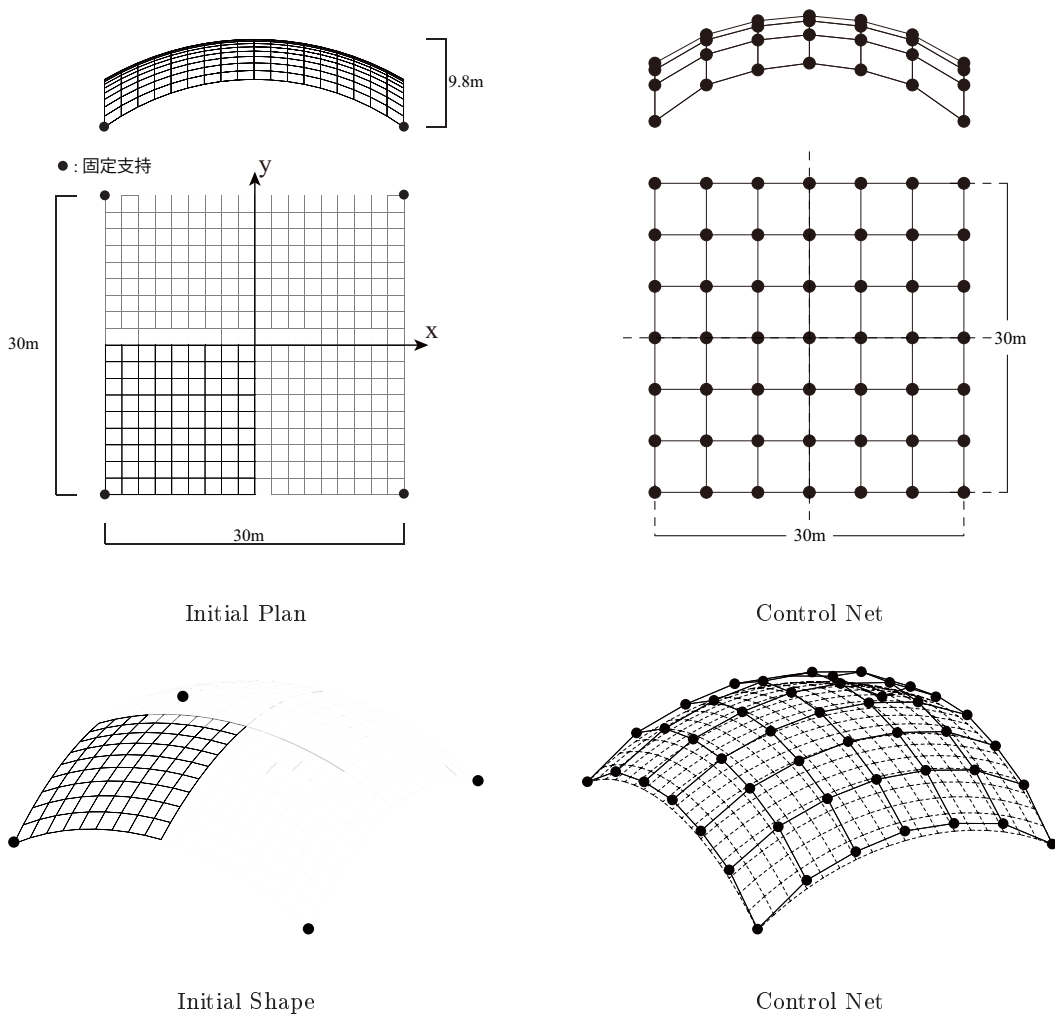 9.8m
: 固定支持
y
x
30m
30m
30m
30m
Initial Plan
Control Net
Initial Shape
Control Net